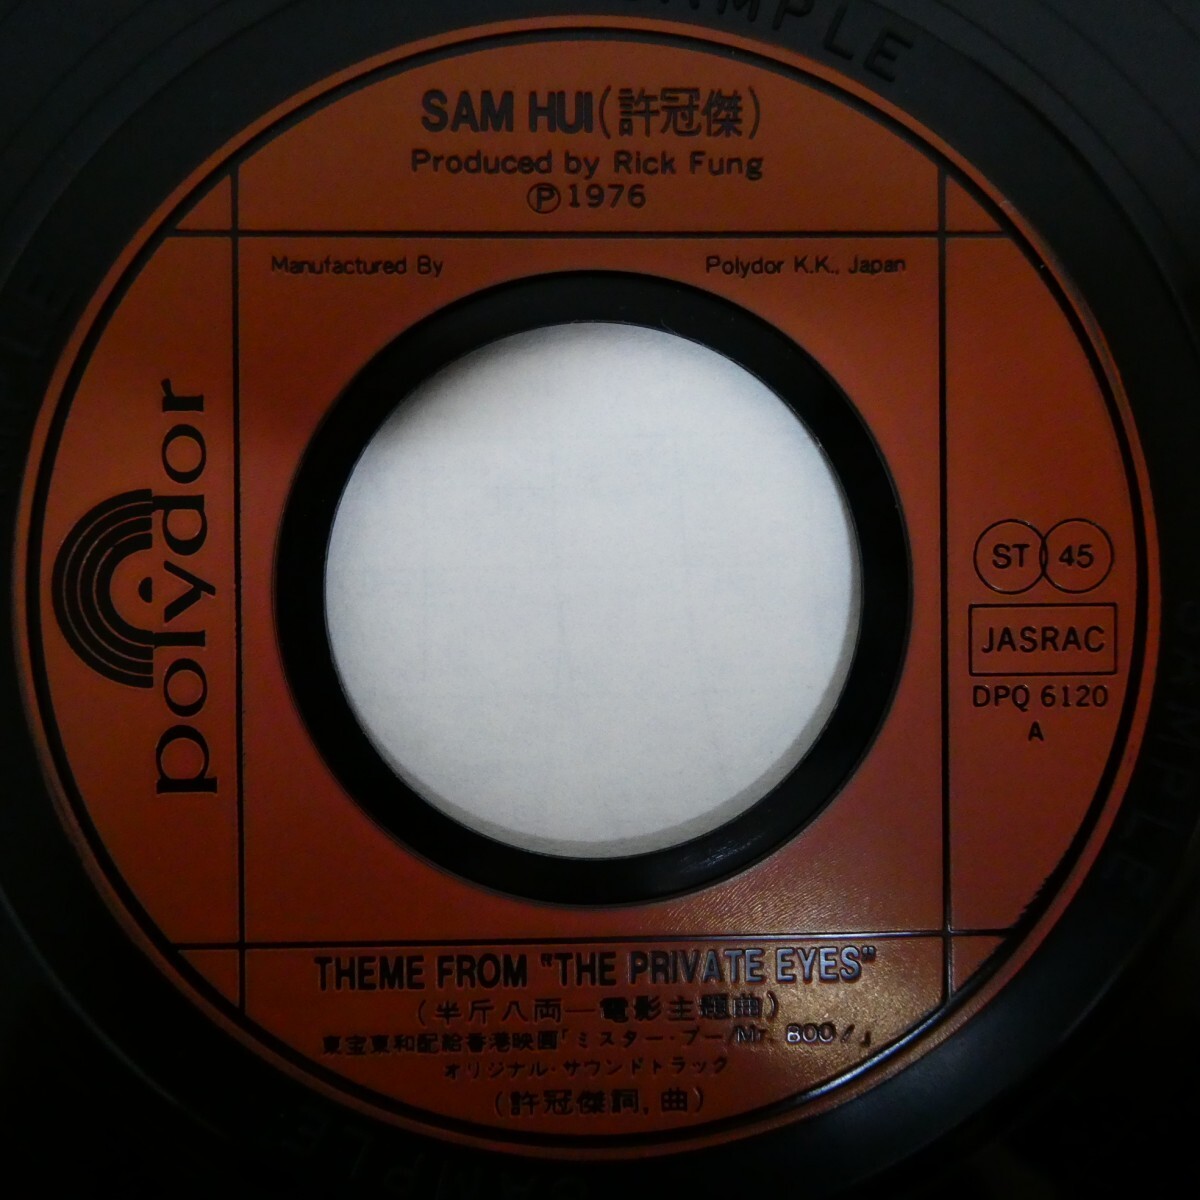 SAMPLE
SAM HUI(許冠傑)
Produced by Rick Fung
Ⓟ1976
Manufactured By
Polydor K.K., Japan
polydor
ST 45
JASRAC
DPQ 6120
A
THEME FROM "THE PRIVATE EYES"
(半斤八両—電影主題曲)
東宝東和配給香港映画「ミスター・ブー/Mr. BOO!」
オリジナル・サウンドトラック
(許冠傑詞,曲)
SAMPLE